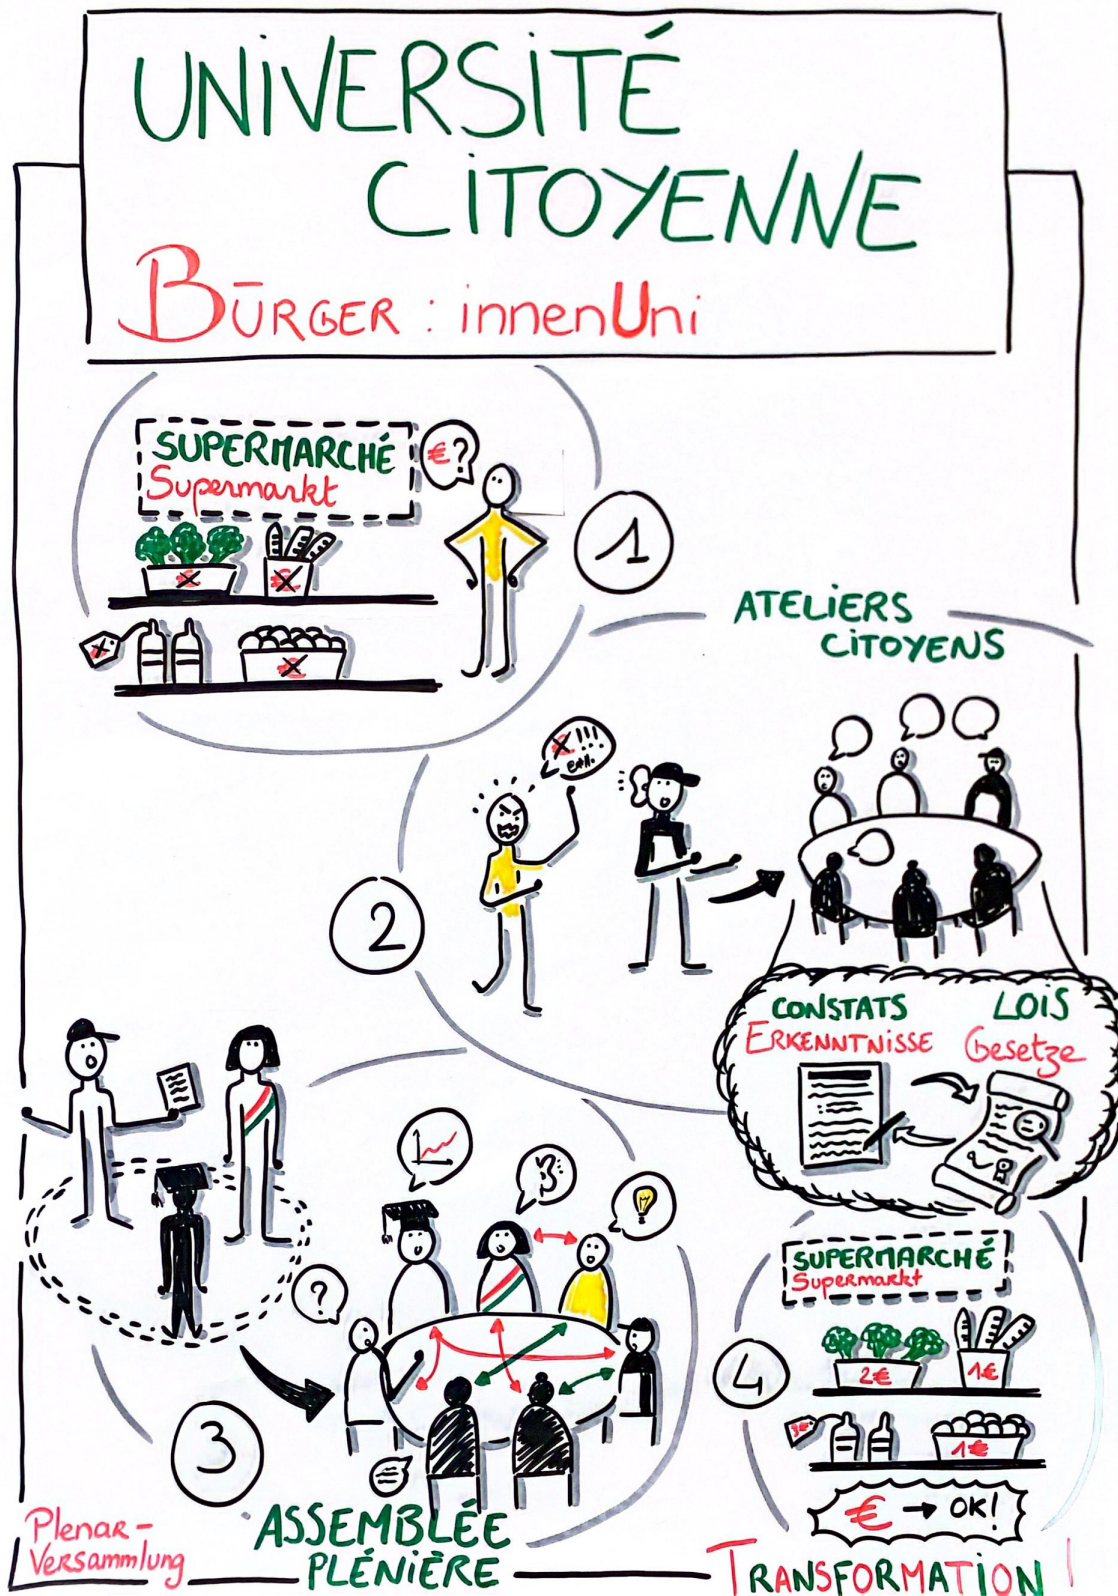 UNIVERSITÉ
CITOYENNE
BÜRGER : innenUni
SUPERMARCHÉ
Supermarkt
€?
€
€
€
1
ATELIERS
CITOYENS
€!!!
2
CONSTATS
ERKENNTNISSE
LOIS
Gesetze
?
3
Plenar-
Versammlung
ASSEMBLÉE
PLÉNIÈRE
SUPERMARCHÉ
Supermarkt
2€
1€
3€
1€
4
€ → OK!
TRANSFORMATION!